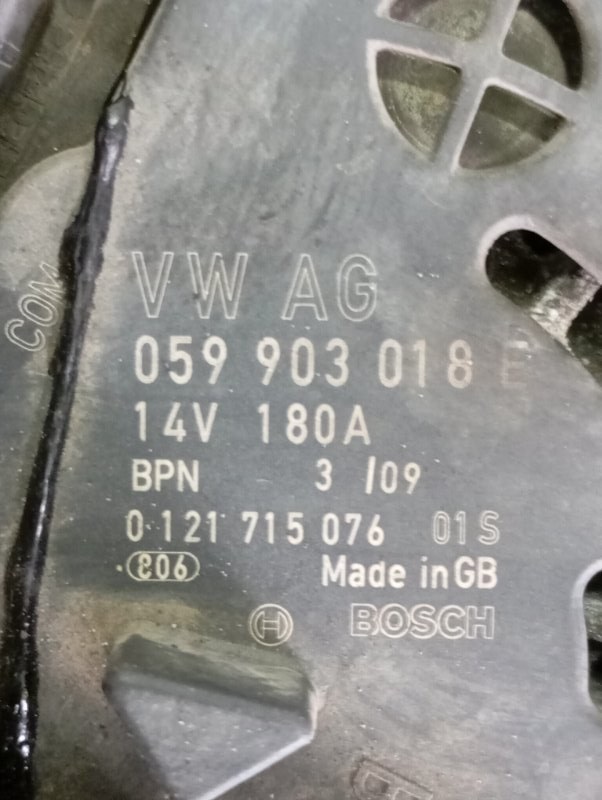 VW AG
059 903 018 E
14V 180A
BPN 3 /09
0 121 715 076 01S
806 Made in GB
BOSCH
COM